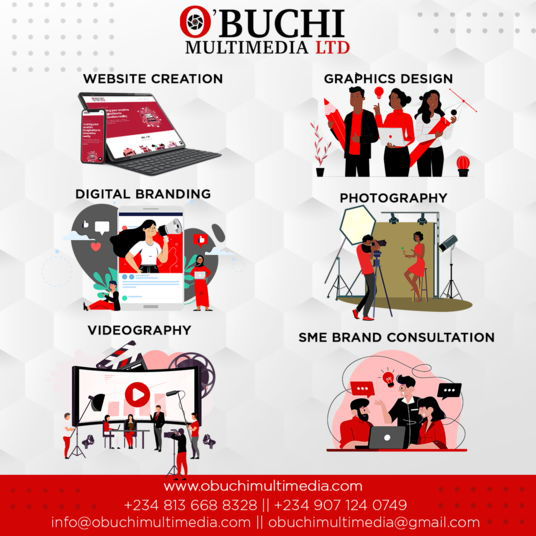 O'BUCHI
MULTIMEDIA LTD
WEBSITE CREATION
GRAPHICS DESIGN
DIGITAL BRANDING
PHOTOGRAPHY
VIDEOGRAPHY
SME BRAND CONSULTATION
www.obuchimultimedia.com
+234 813 668 8328 || +234 907 124 0749
info@obuchimultimedia.com || obuchimultimedia@gmail.com